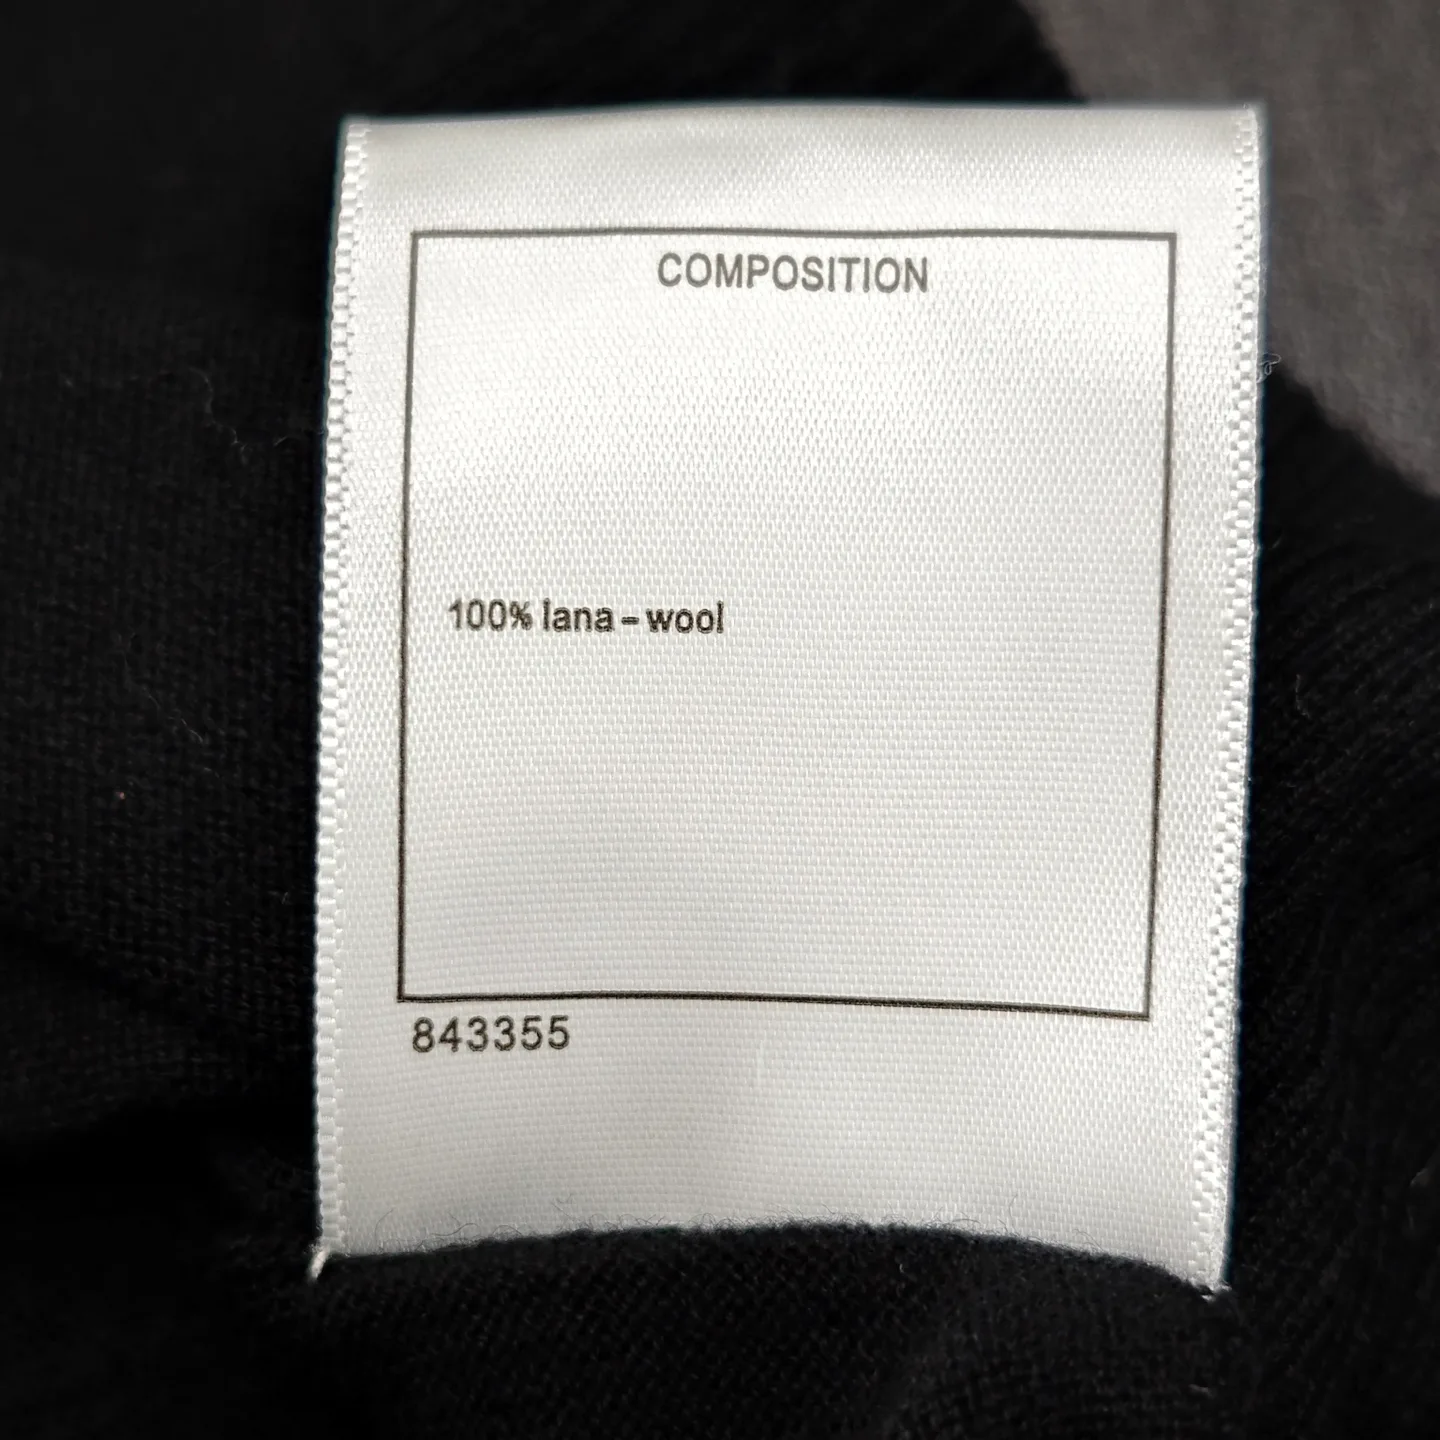 COMPOSITION
100% lana - wool
843355